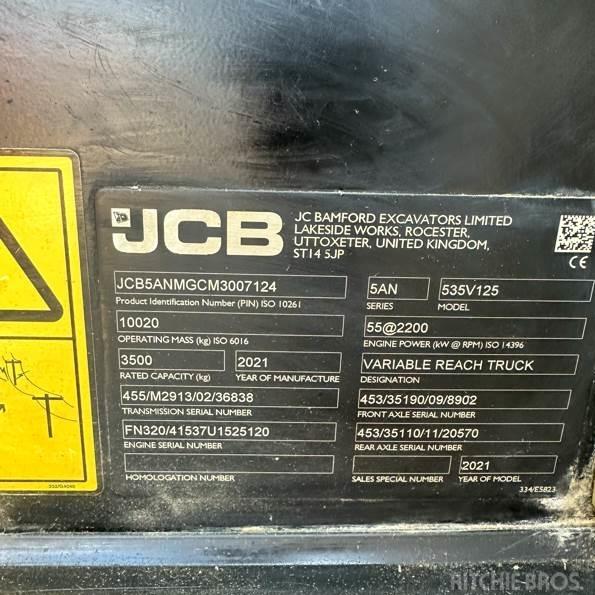 JCB
JC BAMFORD EXCAVATORS LIMITED
LAKESIDE WORKS, ROCESTER,
UTTOXETER, UNITED KINGDOM,
ST14 5JP
CE
JCB5ANMGCM3007124
Product Identification Number (PIN) ISO 10261
5AN
SERIES
535V125
MODEL
10020
OPERATING MASS (kg) ISO 6016
55@2200
ENGINE POWER (kW @ RPM) ISO 14396
3500
RATED CAPACITY (kg)
2021
YEAR OF MANUFACTURE
VARIABLE REACH TRUCK
DESIGNATION
455/M2913/02/36838
TRANSMISSION SERIAL NUMBER
453/35190/09/8902
FRONT AXLE SERIAL NUMBER
FN320/41537U1525120
ENGINE SERIAL NUMBER
453/35110/11/20570
REAR AXLE SERIAL NUMBER
HOMOLOGATION NUMBER
SALES SPECIAL NUMBER
2021
YEAR OF MODEL
334/E5823
RITCHIE BROS.